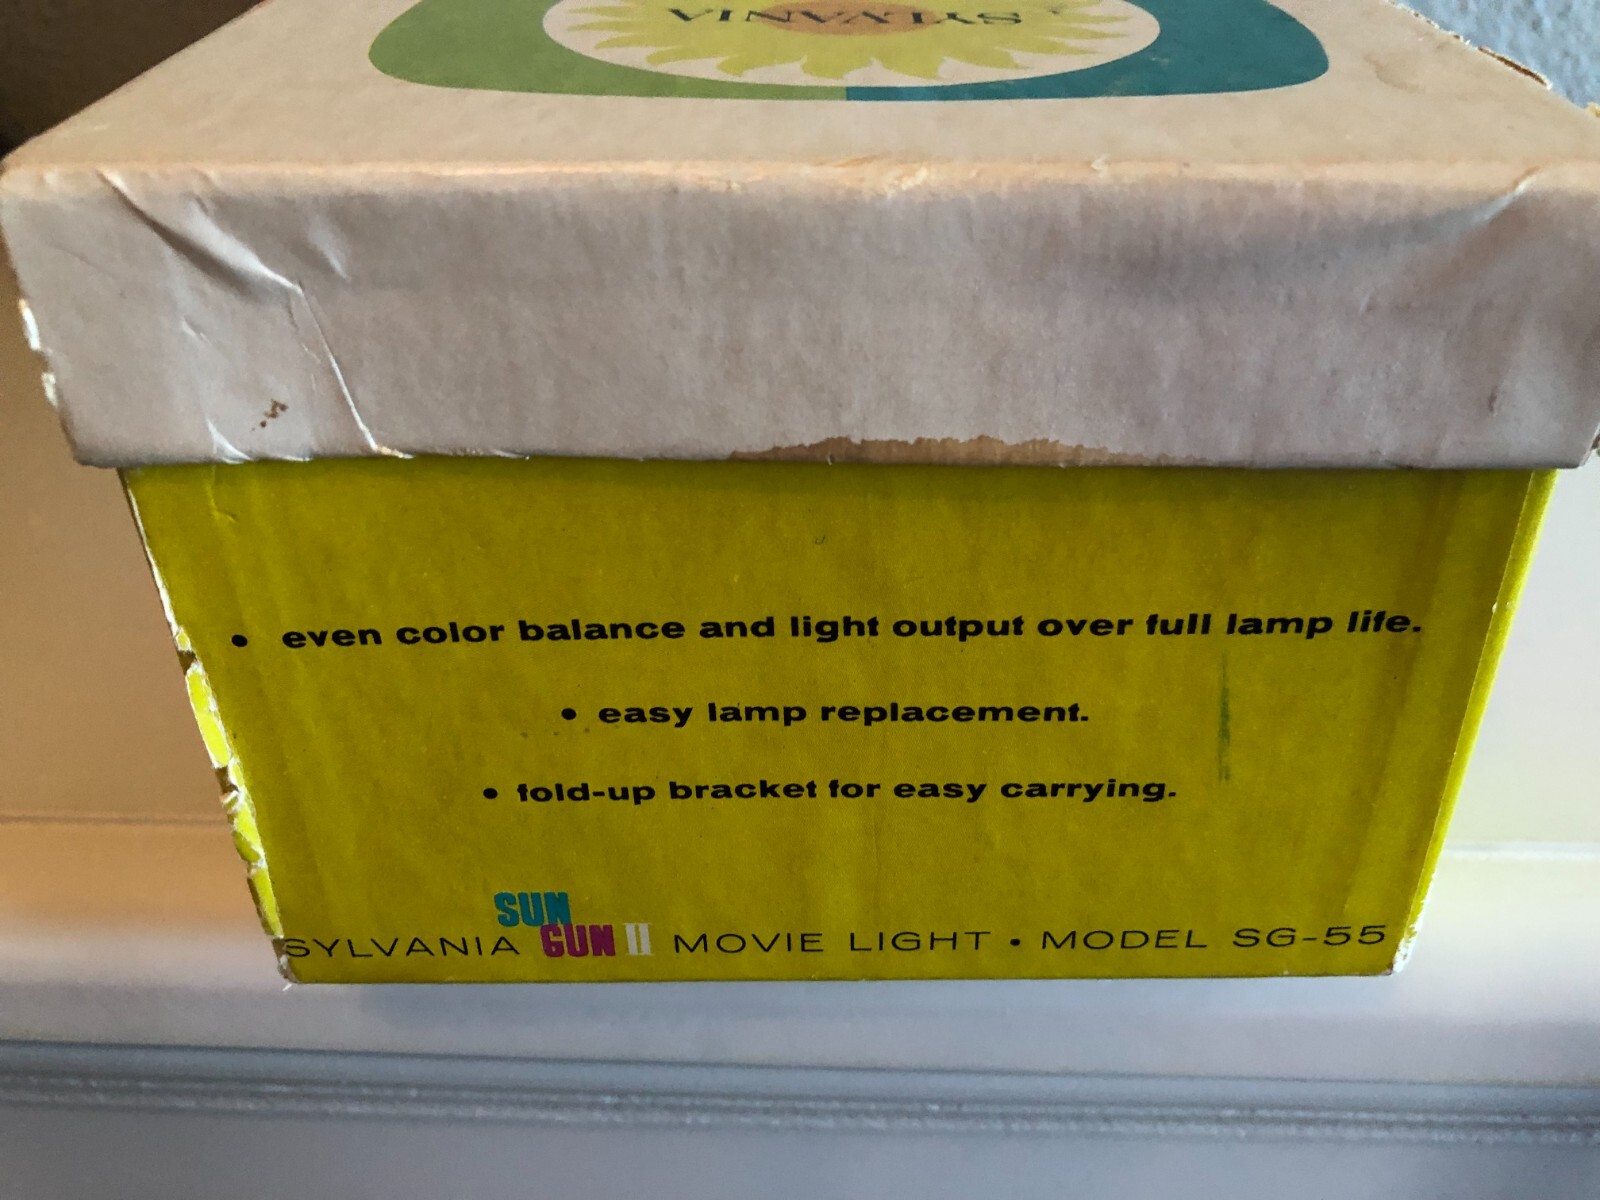 SYLVANIA
• even color balance and light output over full lamp life.
• easy lamp replacement.
• fold-up bracket for easy carrying.
SYLVANIA SUN GUN II MOVIE LIGHT • MODEL SG-55